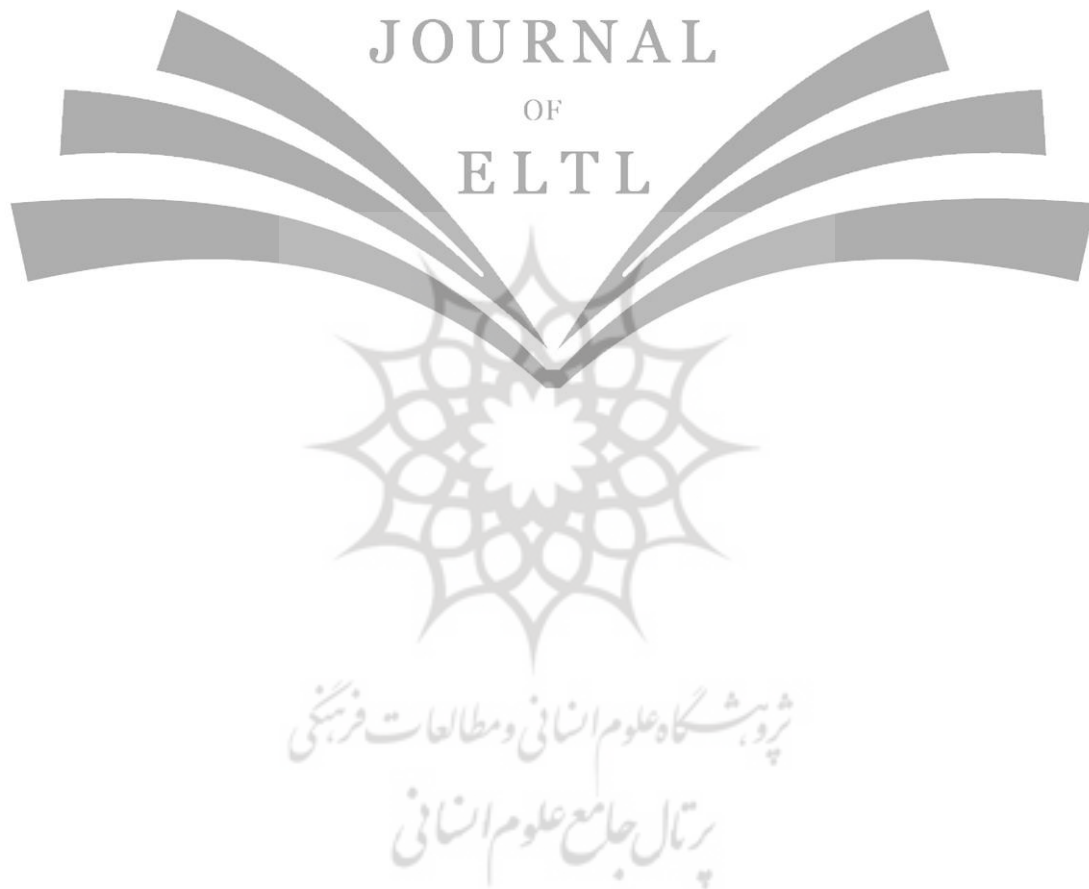 JOURNAL
OF
ELTL
پژوهشگاه علوم انسانی و مطالعات فرهنگی
پرتال جامع علوم انسانی